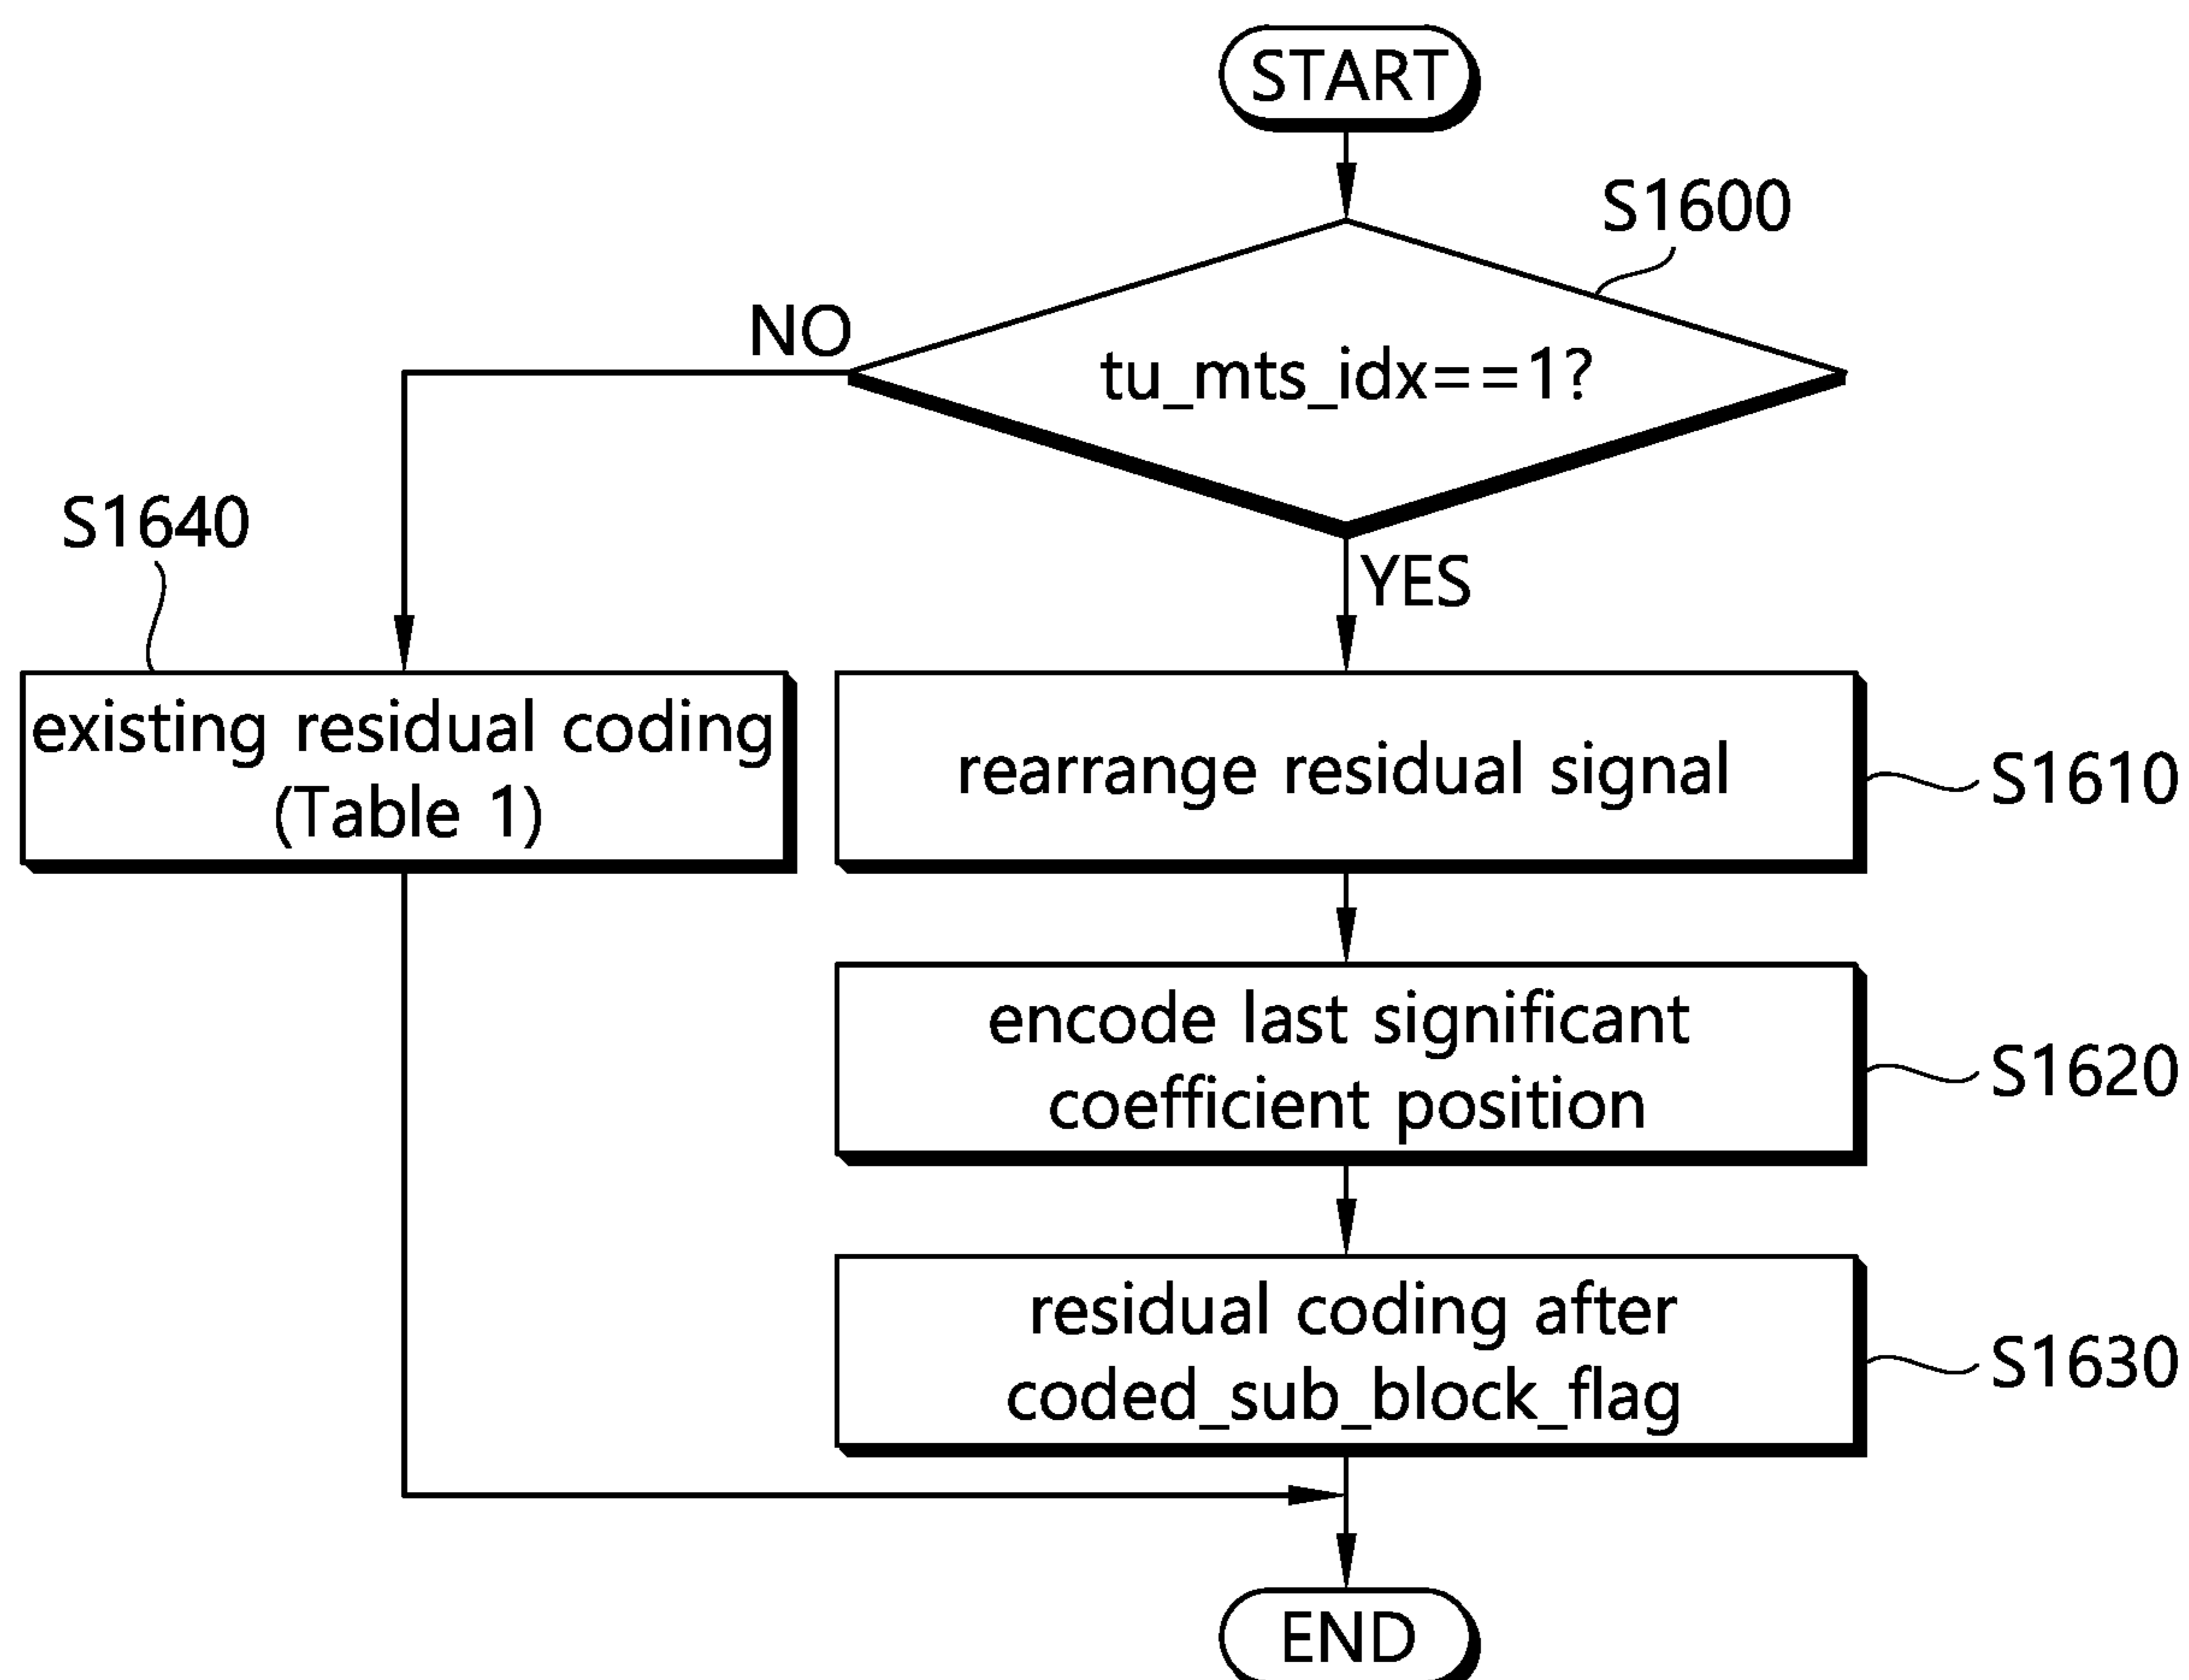 START
S1600
NO
tu_mts_idx==1?
YES
S1640
existing residual coding
(Table 1)
rearrange residual signal
S1610
encode last significant
coefficient position
S1620
residual coding after
coded_sub_block_flag
S1630
END